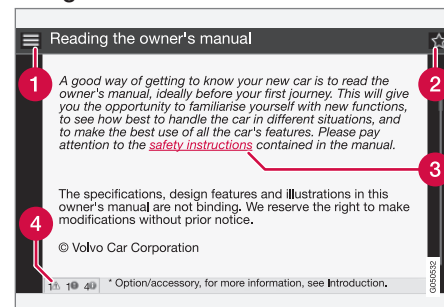 Reading the owner's manual
1
2
A good way of getting to know your new car is to read the
owner's manual, ideally before your first journey. This will give
you the opportunity to familiarise yourself with new functions,
to see how best to handle the car in different situations, and
to make the best use of all the car's features. Please pay
attention to the safety instructions contained in the manual.
3
The specifications, design features and illustrations in this
owner's manual are not binding. We reserve the right to make
modifications without prior notice.
4
© Volvo Car Corporation
1 1 4 * Option/accessory, for more information, see Introduction.
G050532